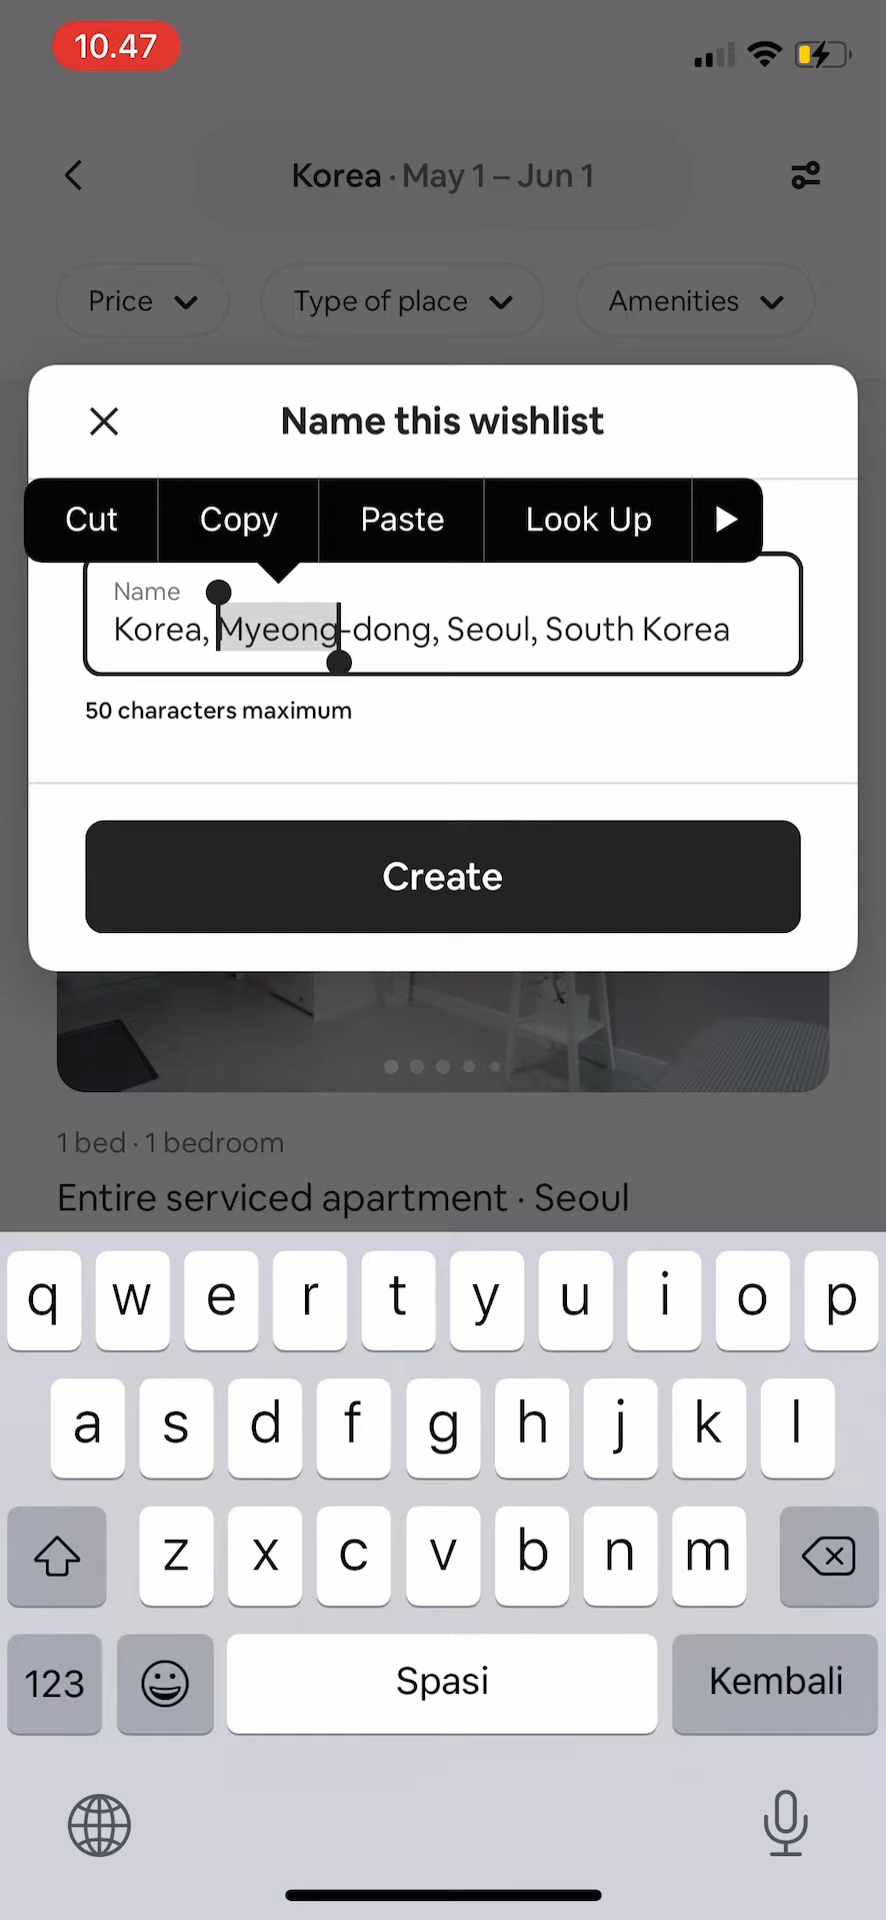 10.47
Korea · May 1 – Jun 1
Price
Type of place
Amenities
Name this wishlist
Cut
Copy
Paste
Look Up
Name
Korea, Myeong-dong, Seoul, South Korea
50 characters maximum
Create
1 bed · 1 bedroom
Entire serviced apartment · Seoul
q w e r t y u i o p
a s d f g h j k l
z x c v b n m
123
Spasi
Kembali